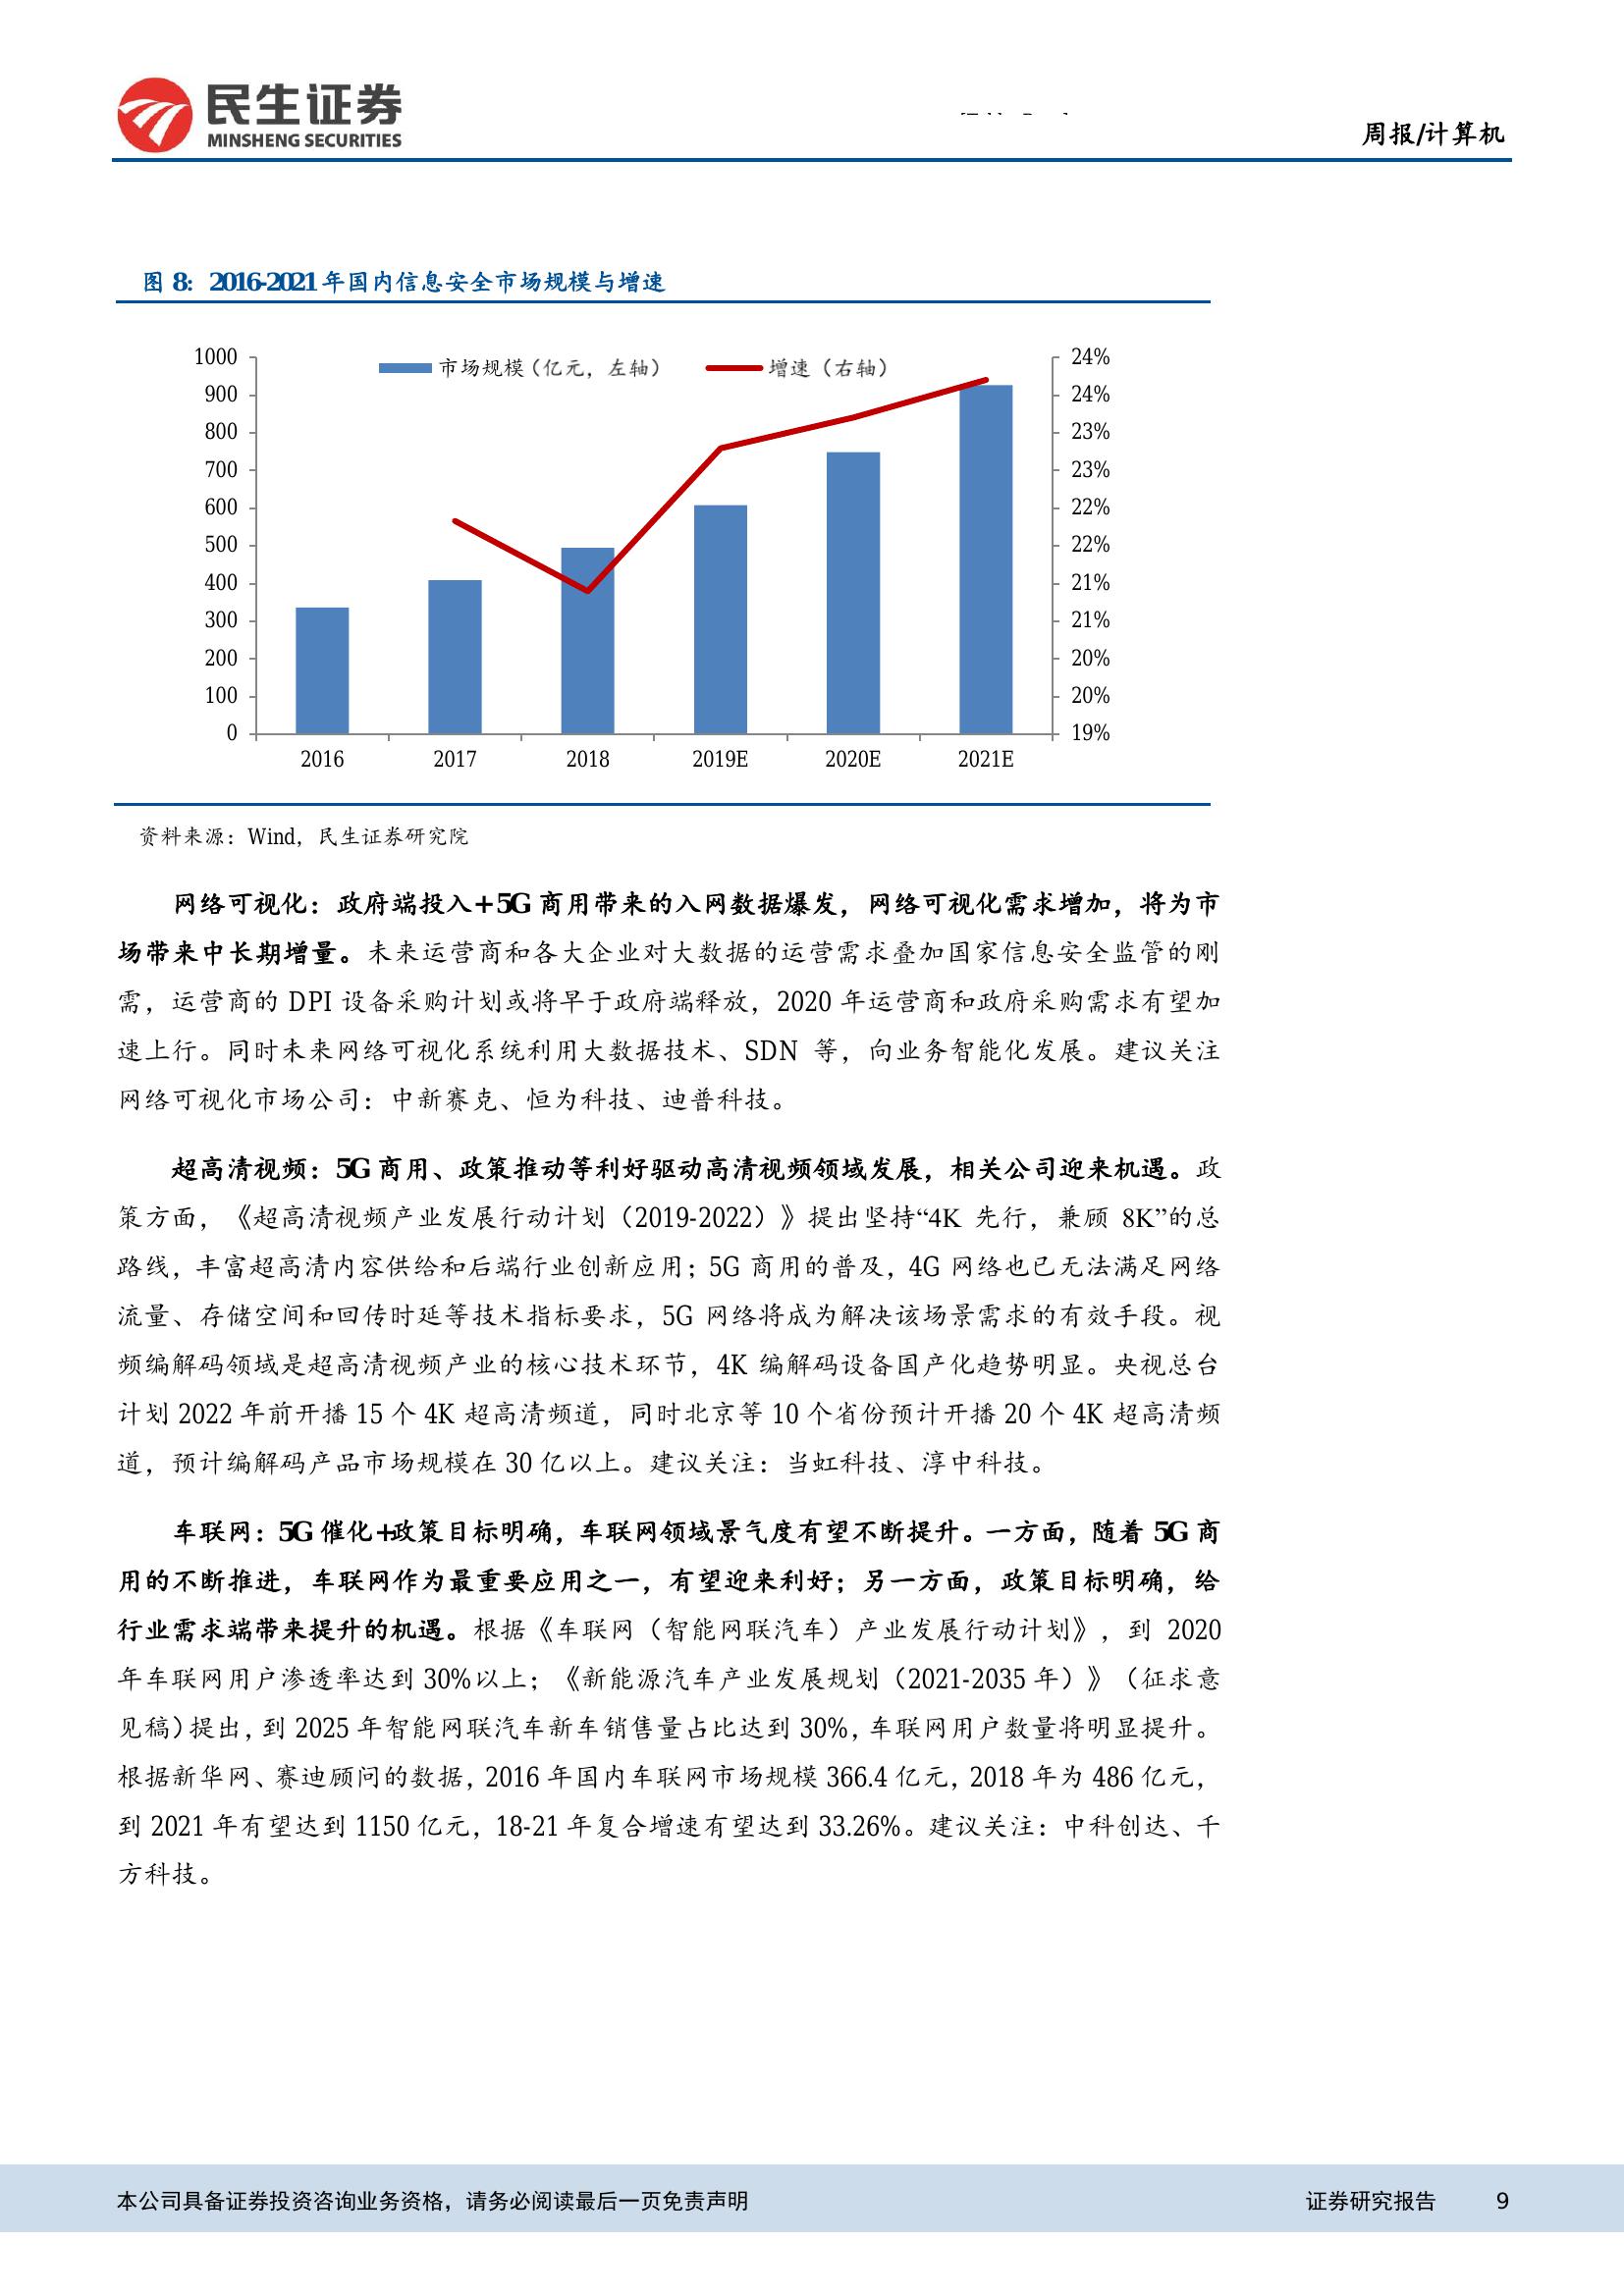 民生证券
MINSHENG SECURITIES
周报/计算机
图 8：2016-2021 年国内信息安全市场规模与增速
市场规模（亿元，左轴）
增速（右轴）
1000
900
800
700
600
500
400
300
200
100
0
24%
24%
23%
23%
22%
22%
21%
21%
20%
20%
19%
2016
2017
2018
2019E
2020E
2021E
资料来源：Wind，民生证券研究院
网络可视化：政府端投入+5G 商用带来的入网数据爆发，网络可视化需求增加，将为市
场带来中长期增量。未来运营商和各大企业对大数据的运营需求叠加国家信息安全监管的刚
需，运营商的 DPI 设备采购计划或将早于政府端释放，2020 年运营商和政府采购需求有望加
速上行。同时未来网络可视化系统利用大数据技术、SDN 等，向业务智能化发展。建议关注
网络可视化市场公司：中新赛克、恒为科技、迪普科技。
超高清视频：5G 商用、政策推动等利好驱动高清视频领域发展，相关公司迎来机遇。政
策方面，《超高清视频产业发展行动计划（2019-2022）》提出坚持“4K 先行，兼顾 8K”的总
路线，丰富超高清内容供给和后端行业创新应用；5G 商用的普及，4G 网络也已无法满足网络
流量、存储空间和回传时延等技术指标要求，5G 网络将成为解决该场景需求的有效手段。视
频编解码领域是超高清视频产业的核心技术环节，4K 编解码设备国产化趋势明显。央视总台
计划 2022 年前开播 15 个 4K 超高清频道，同时北京等 10 个省份预计开播 20 个 4K 超高清频
道，预计编解码产品市场规模在 30 亿以上。建议关注：当虹科技、淳中科技。
车联网：5G 催化+政策目标明确，车联网领域景气度有望不断提升。一方面，随着 5G 商
用的不断推进，车联网作为最重要应用之一，有望迎来利好；另一方面，政策目标明确，给
行业需求端带来提升的机遇。根据《车联网（智能网联汽车）产业发展行动计划》，到 2020
年车联网用户渗透率达到 30%以上；《新能源汽车产业发展规划（2021-2035 年）》（征求意
见稿）提出，到 2025 年智能网联汽车新车销售量占比达到 30%，车联网用户数量将明显提升。
根据新华网、赛迪顾问的数据，2016 年国内车联网市场规模 366.4 亿元，2018 年为 486 亿元，
到 2021 年有望达到 1150 亿元，18-21 年复合增速有望达到 33.26%。建议关注：中科创达、千
方科技。
本公司具备证券投资咨询业务资格，请务必阅读最后一页免责声明
证券研究报告 9